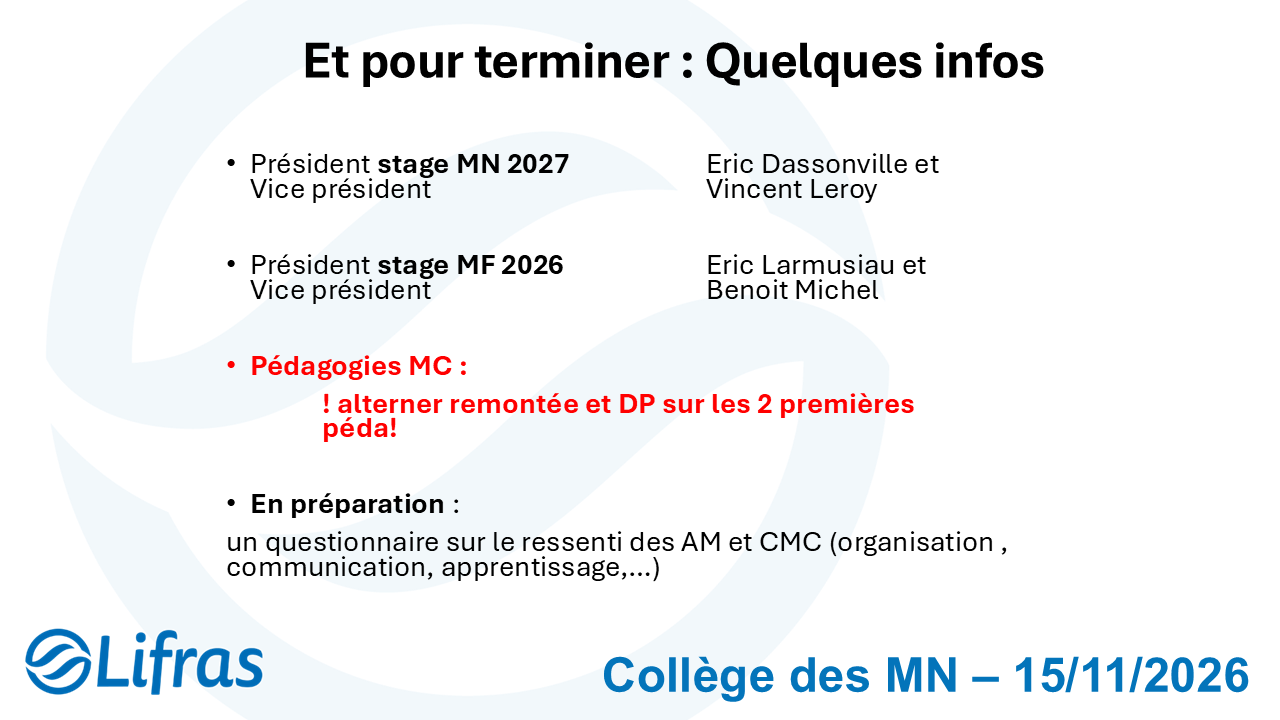 Et pour terminer : Quelques infos
• Président stage MN 2027 Eric Dassonville et
Vice président Vincent Leroy
• Président stage MF 2026 Eric Larmusiau et
Vice président Benoit Michel
• Pédagogies MC :
! alterner remontée et DP sur les 2 premières
péda!
• En préparation :
un questionnaire sur le ressenti des AM et CMC (organisation ,
communication, apprentissage,...)
Lifras
Collège des MN – 15/11/2026